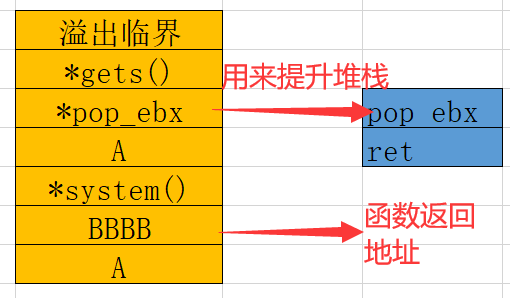 溢出临界
*gets()
用来提升堆栈
*pop_ebx
pop ebx
A
ret
*system()
BBBB
函数返回
地址
A